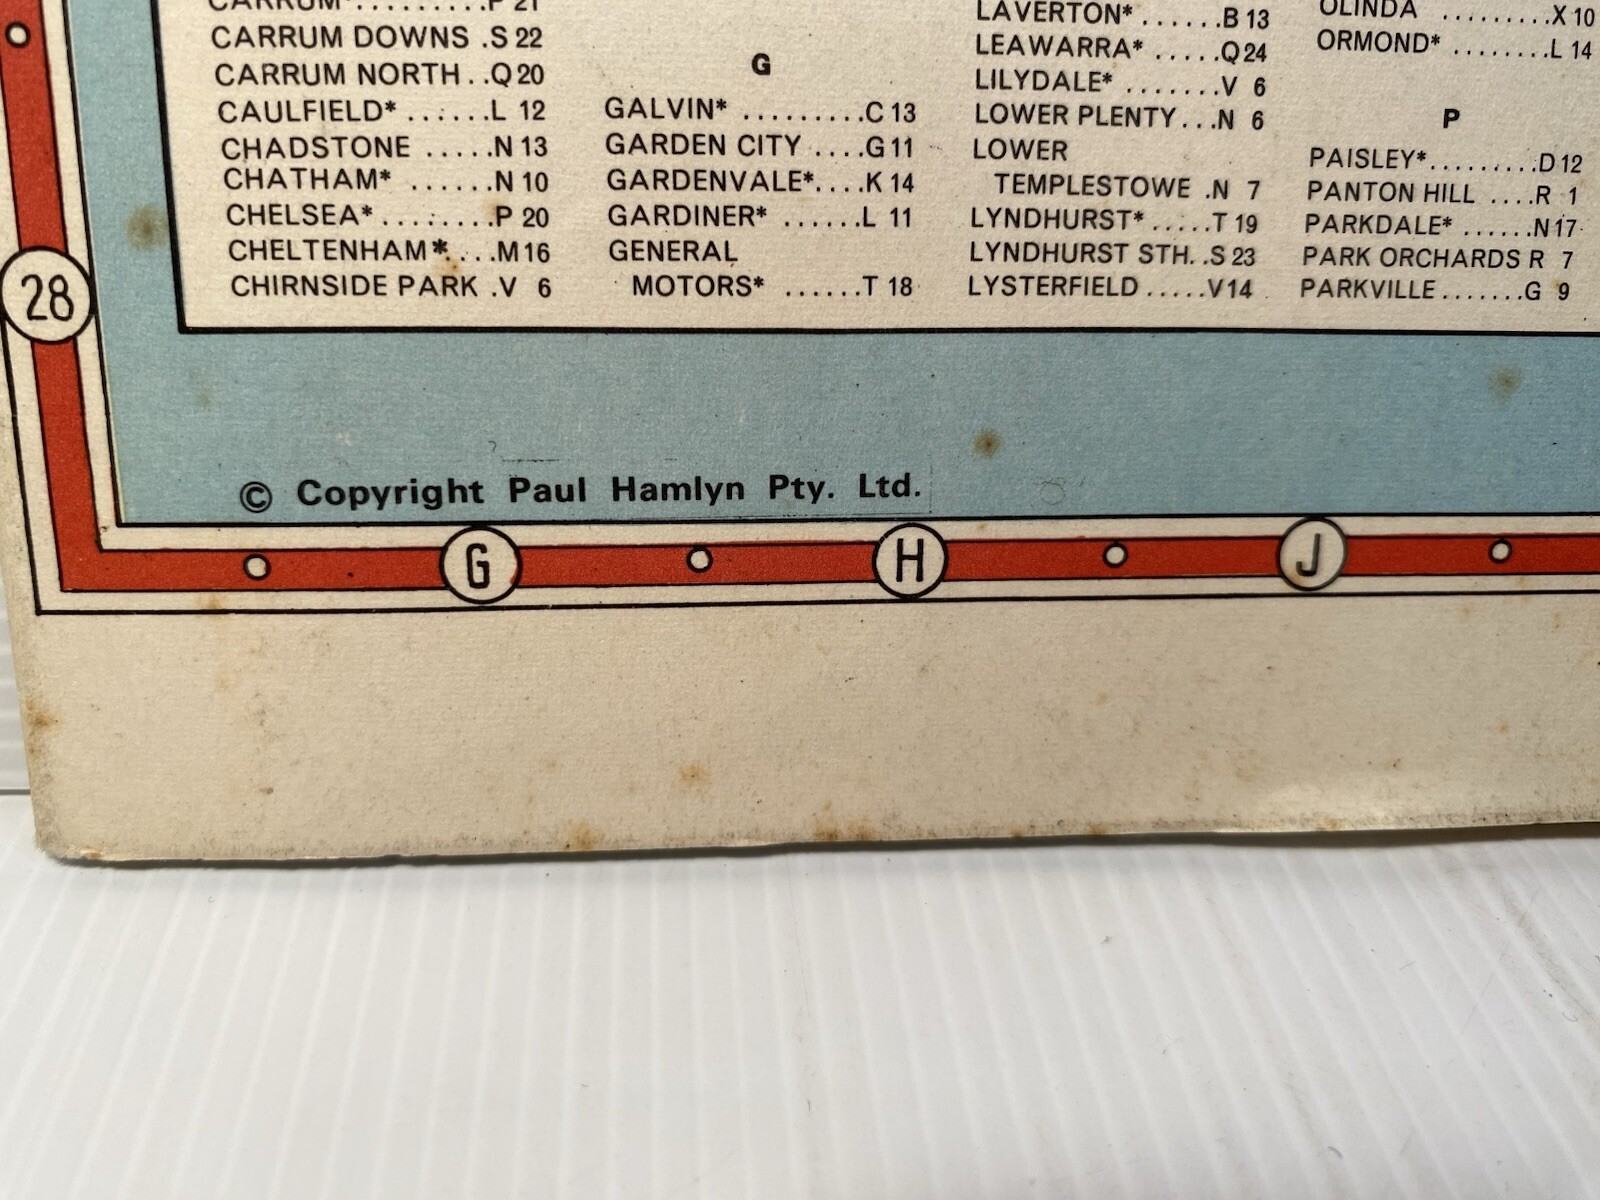 CARRUM*.........P 21
CARRUM DOWNS .S 22
CARRUM NORTH..Q 20
CAULFIELD* ......L 12
CHADSTONE .....N 13
CHATHAM* ......N 10
CHELSEA*........P 20
CHELTENHAM*....M 16
CHIRNSIDE PARK .V 6
G
GALVIN* .........C 13
GARDEN CITY ....G 11
GARDENVALE*....K 14
GARDINER* ......L 11
GENERAL
MOTORS* ......T 18
LAVERTON* ......B 13
LEAWARRA* .....Q 24
LILYDALE* .......V 6
LOWER PLENTY...N 6
LOWER
TEMPLESTOWE .N 7
LYNDHURST*.....T 19
LYNDHURST STH..S 23
LYSTERFIELD.....V 14
OLINDA .........X 10
ORMOND* ........L 14
P
PAISLEY*.........D 12
PANTON HILL ....R 1
PARKDALE* ......N 17
PARK ORCHARDS R 7
PARKVILLE.......G 9
28
© Copyright Paul Hamlyn Pty. Ltd.
G H J